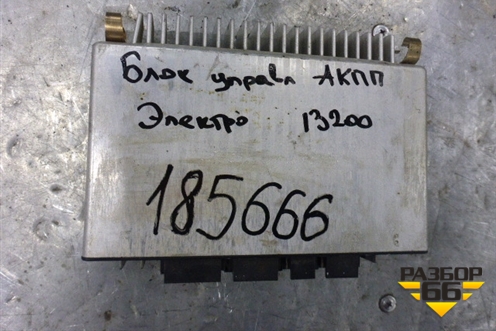 Блок управл АКПП
Электро 13200
185666
РАЗБОР
66